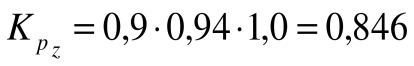 K_{p_z} = 0,9 · 0,94 · 1,0 = 0,846